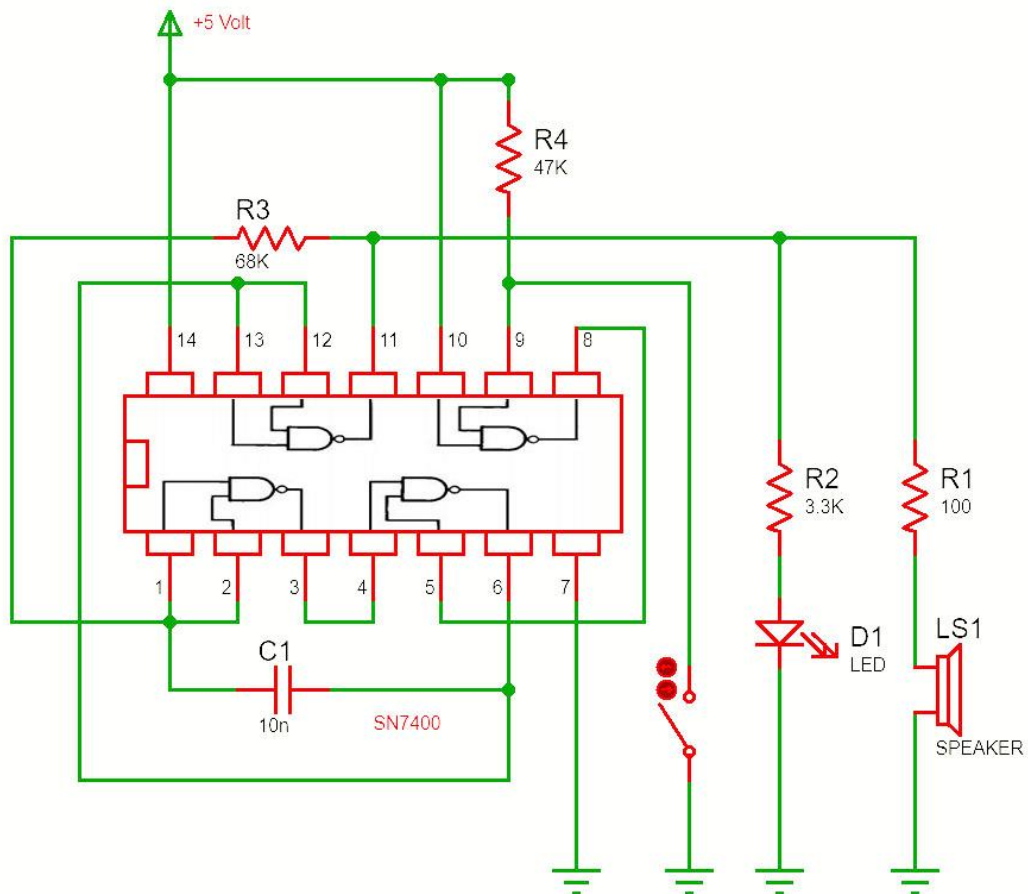 +5 Volt
R4
47K
R3
68K
14 13 12 11 10 9 8
1 2 3 4 5 6 7
R2
3.3K
R1
100
C1
10n
SN7400
D1
LED
LS1
SPEAKER